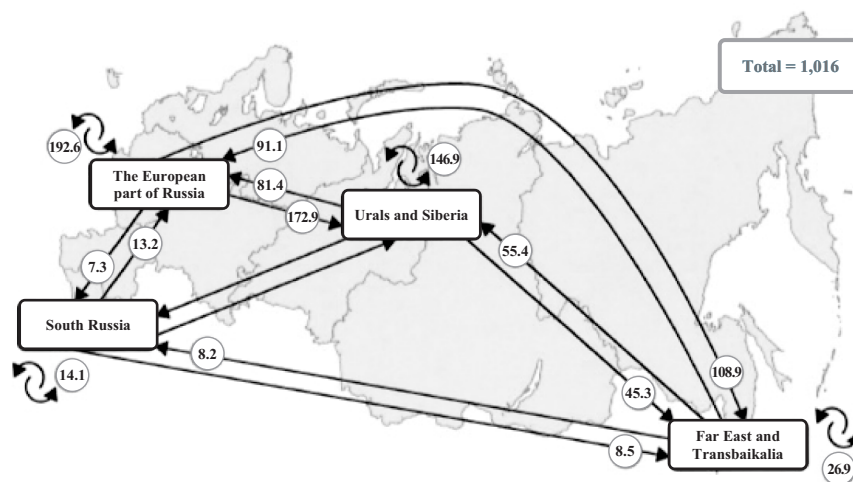 Total = 1,016
192.6
91.1
146.9
The European
part of Russia
81.4
172.9
Urals and Siberia
13.2
7.3
55.4
South Russia
8.2
14.1
108.9
45.3
8.5
Far East and
Transbaikalia
26.9